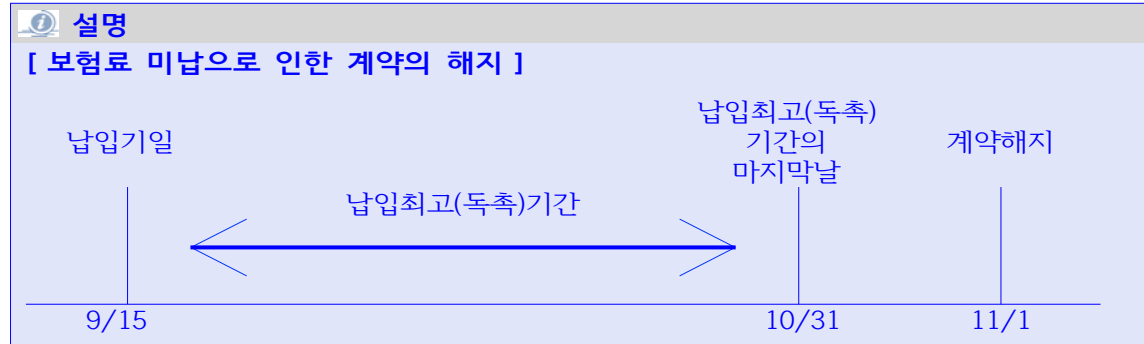 설명
[ 보험료 미납으로 인한 계약의 해지 ]
납입기일
납입최고(독촉)
기간의
마지막날
계약해지
납입최고(독촉)기간
9/15
10/31
11/1